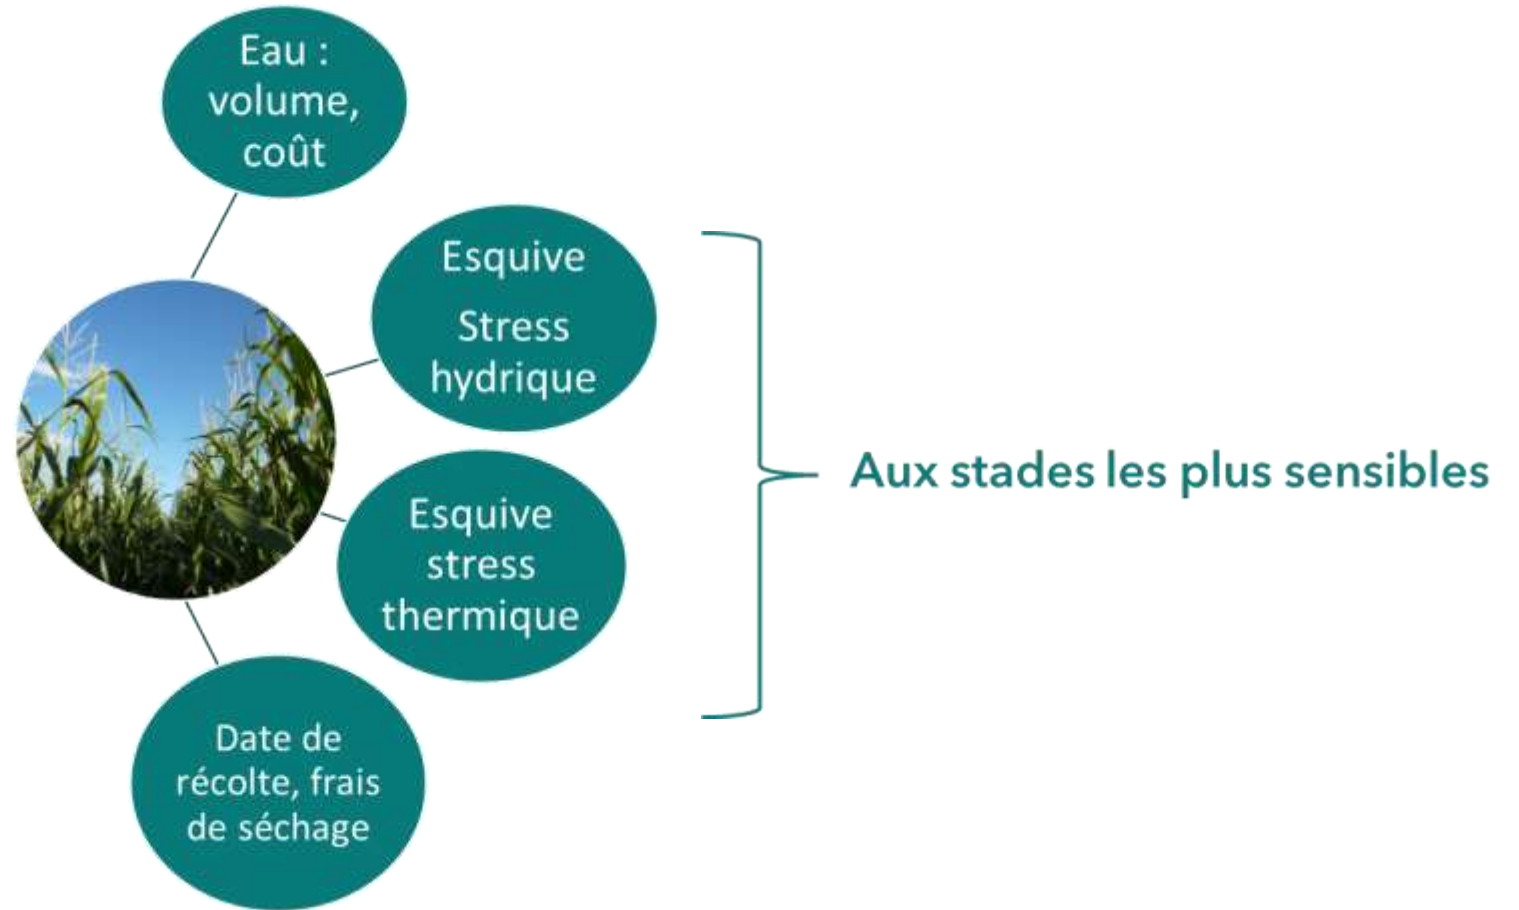 Eau :
volume,
coût
Esquive
Stress
hydrique
Esquive
stress
thermique
Date de
récolte, frais
de séchage
Aux stades les plus sensibles